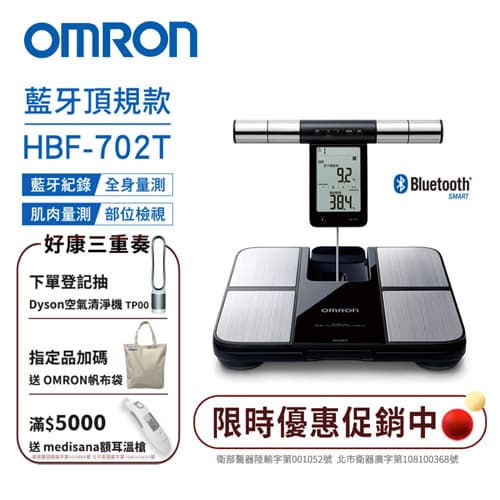 OMRON
藍牙頂規款
HBF-702T
藍牙紀錄 全身量測
肌肉量測 部位檢視
好康三重奏
下單登記抽
Dyson空氣清淨機 TP00
指定品加碼
送 OMRON帆布袋
滿$5000
送 medisana額耳溫槍
1
9.2
38.4
Bluetooth®
SMART
OMRON
限時優惠促銷中
衛部醫器陸輸字第001052號 北市衛器廣字第108100368號